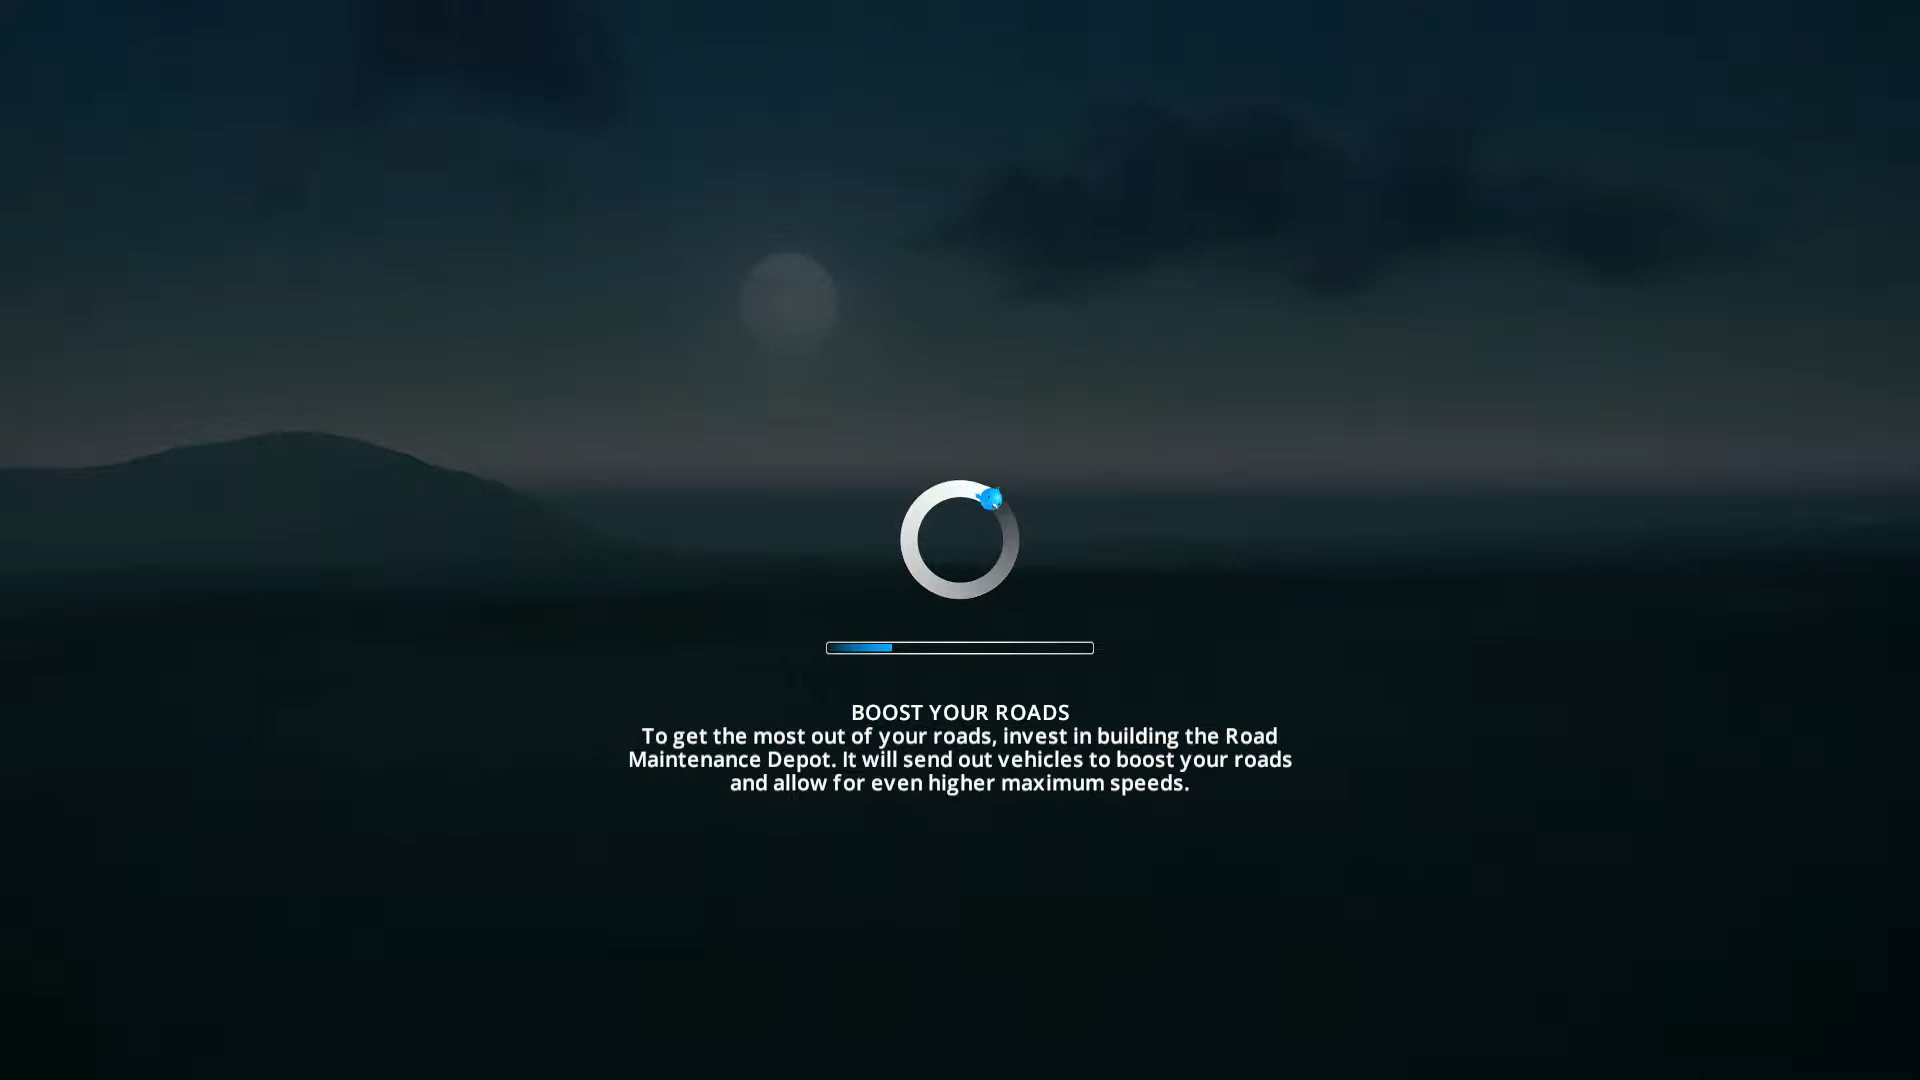 BOOST YOUR ROADS
To get the most out of your roads, invest in building the Road
Maintenance Depot. It will send out vehicles to boost your roads
and allow for even higher maximum speeds.